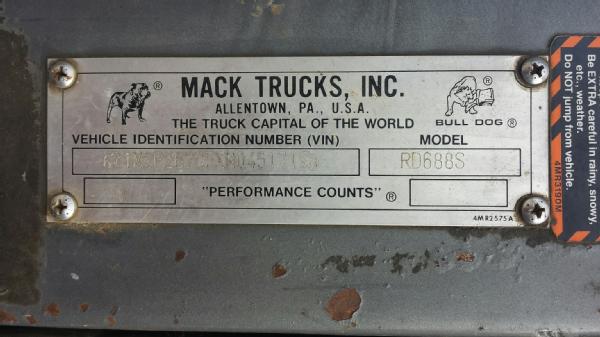 MACK TRUCKS, INC.
ALLENTOWN, PA., U.S.A.
THE TRUCK CAPITAL OF THE WORLD
®
BULL DOG ®
VEHICLE IDENTIFICATION NUMBER (VIN)
MODEL
RD688S
"PERFORMANCE COUNTS" ®
4MR2575A
Be EXTRA careful in rainy, snowy,
etc., weather.
Do NOT jump from vehicle.
4MR319DM